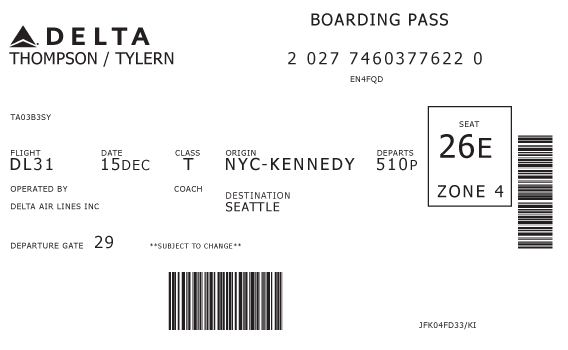 BOARDING PASS
DELTA
THOMPSON / TYLERN
2 027 7460377622 0
EN4FQD
TA03B3SY
SEAT
26E
ZONE 4
FLIGHT DATE CLASS ORIGIN DEPARTS
DL31 15DEC T NYC-KENNEDY 510P
OPERATED BY COACH DESTINATION
DELTA AIR LINES INC SEATTLE
DEPARTURE GATE 29 **SUBJECT TO CHANGE**
JFK04FD33/KI